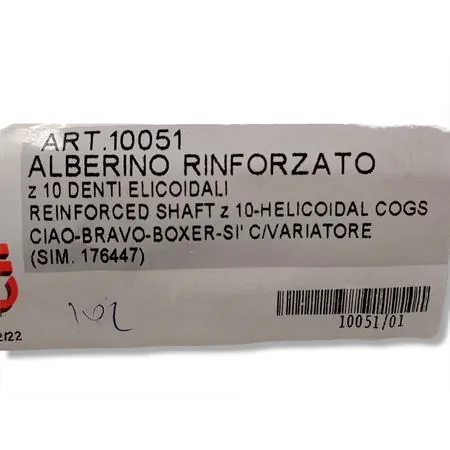 ART.10051
ALBERINO RINFORZATO
z 10 DENTI ELICOIDALI
REINFORCED SHAFT z 10-HELICOIDAL COGS
CIAO-BRAVO-BOXER-SI' C/VARIATORE
(SIM. 176447)
10051/01